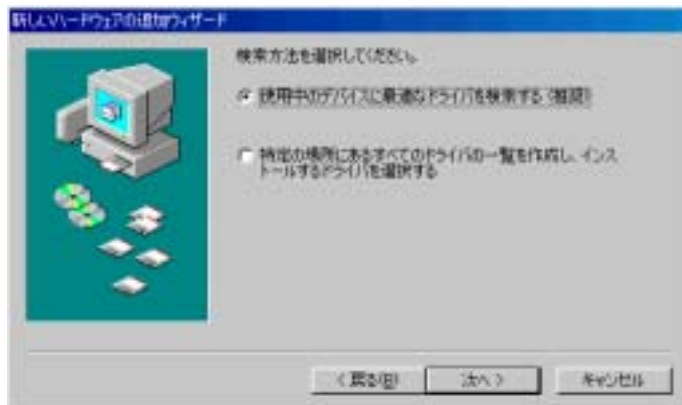 新しいハードウェアの追加ウィザード
検索方法を選択してください。
使用中のデバイスに最適なドライバを検索する (推奨)
特定の場所にあるすべてのドライバの一覧を作成し、インス
トールするドライバを選択する
< 戻る(B)
次へ >
キャンセル